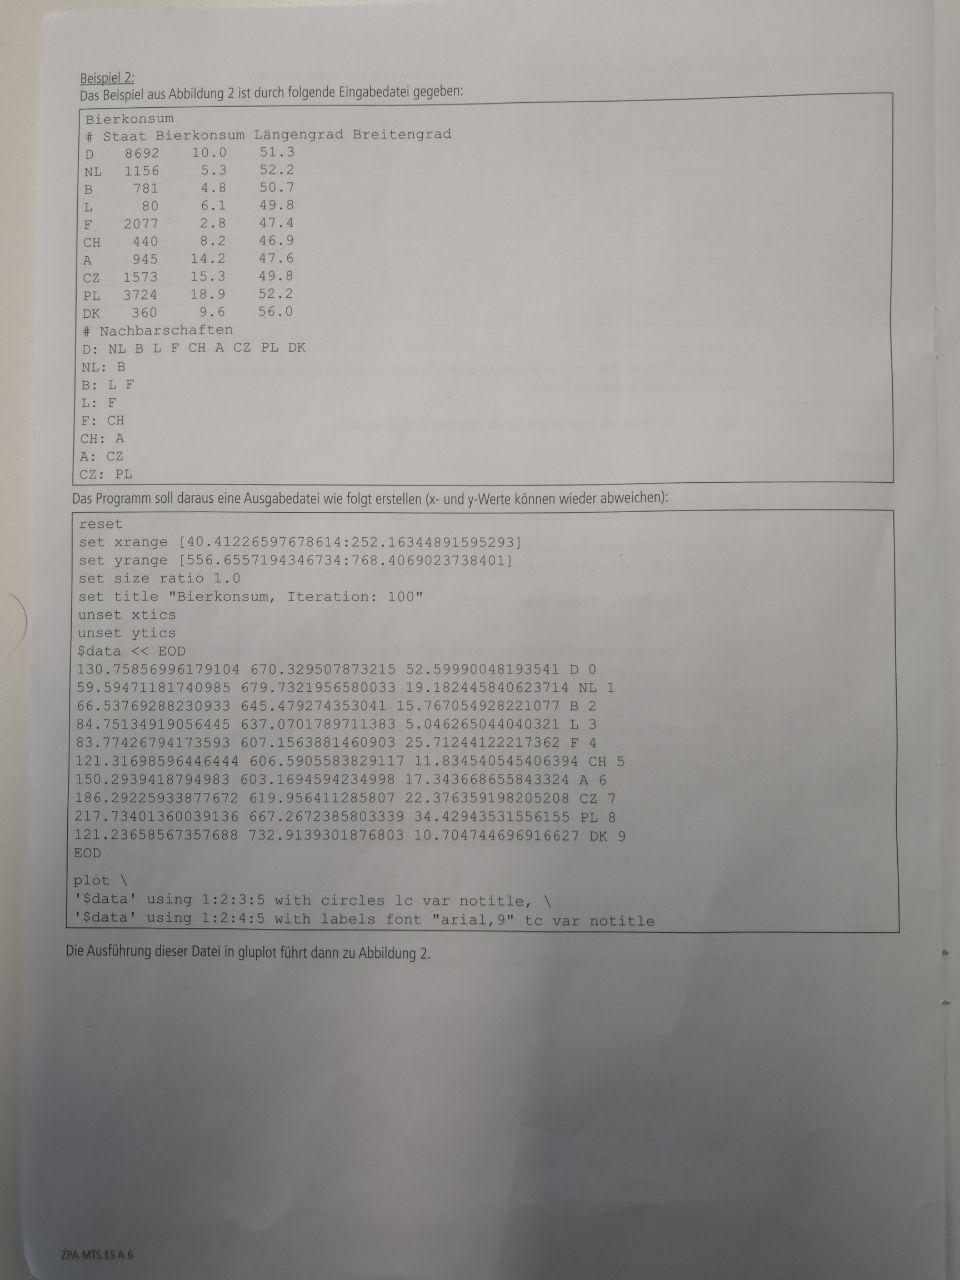 Beispiel 2:
Das Beispiel aus Abbildung 2 ist durch folgende Eingabedatei gegeben:
Bierkonsum
# Staat Bierkonsum Längengrad Breitengrad
D 8692 10.0 51.3
NL 1156 5.3 52.2
B 781 4.8 50.7
L 80 6.1 49.8
F 2077 2.8 47.4
CH 440 8.2 46.9
A 945 14.2 47.6
CZ 1573 15.3 49.8
PL 3724 18.9 52.2
DK 360 9.6 56.0
# Nachbarschaften
D: NL B L F CH A CZ PL DK
NL: B
B: L F
L: F
F: CH
CH: A
A: CZ
CZ: PL
Das Programm soll daraus eine Ausgabedatei wie folgt erstellen (x- und y-Werte können wieder abweichen):
reset
set xrange [40.41226597678614:252.16344891595293]
set yrange [556.6557194346734:768.4069023738401]
set size ratio 1.0
set title "Bierkonsum, Iteration: 100"
unset xtics
unset ytics
$data << EOD
130.75856996179104 670.329507873215 52.59990048193541 D 0
59.59471181740985 679.7321956580033 19.182445840623714 NL 1
66.53769288230933 645.479274353041 15.767054928221077 B 2
84.75134919056445 637.0701789711383 5.046265044040321 L 3
83.77426794173593 607.1563881460903 25.71244122217362 F 4
121.31698596446444 606.5905583829117 11.834540545406394 CH 5
150.2939418794983 603.1694594234998 17.343668655843324 A 6
186.29225933877672 619.956411285807 22.376359198205208 CZ 7
217.73401360039136 667.2672385803339 34.42943531556155 PL 8
121.23658567357688 732.9139301876803 10.704744696916627 DK 9
EOD
plot \
'$data' using 1:2:3:5 with circles lc var notitle, \
'$data' using 1:2:4:5 with labels font "arial,9" tc var notitle
Die Ausführung dieser Datei in gluplot führt dann zu Abbildung 2.
ZPA MTS ES A 6